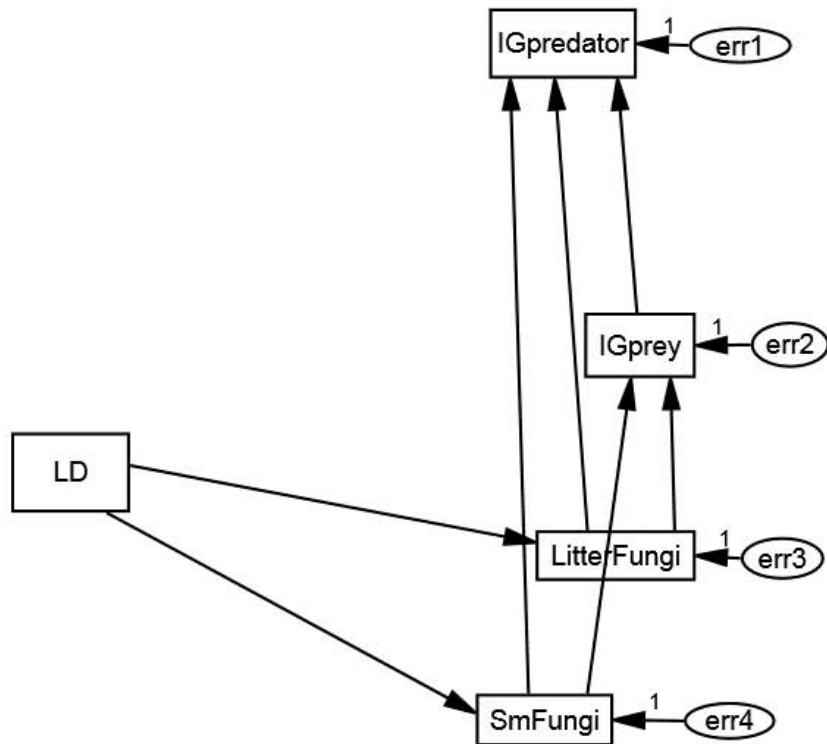 IGpredator
1
err1
IGprey
1
err2
LD
LitterFungi
1
err3
SmFungi
1
err4